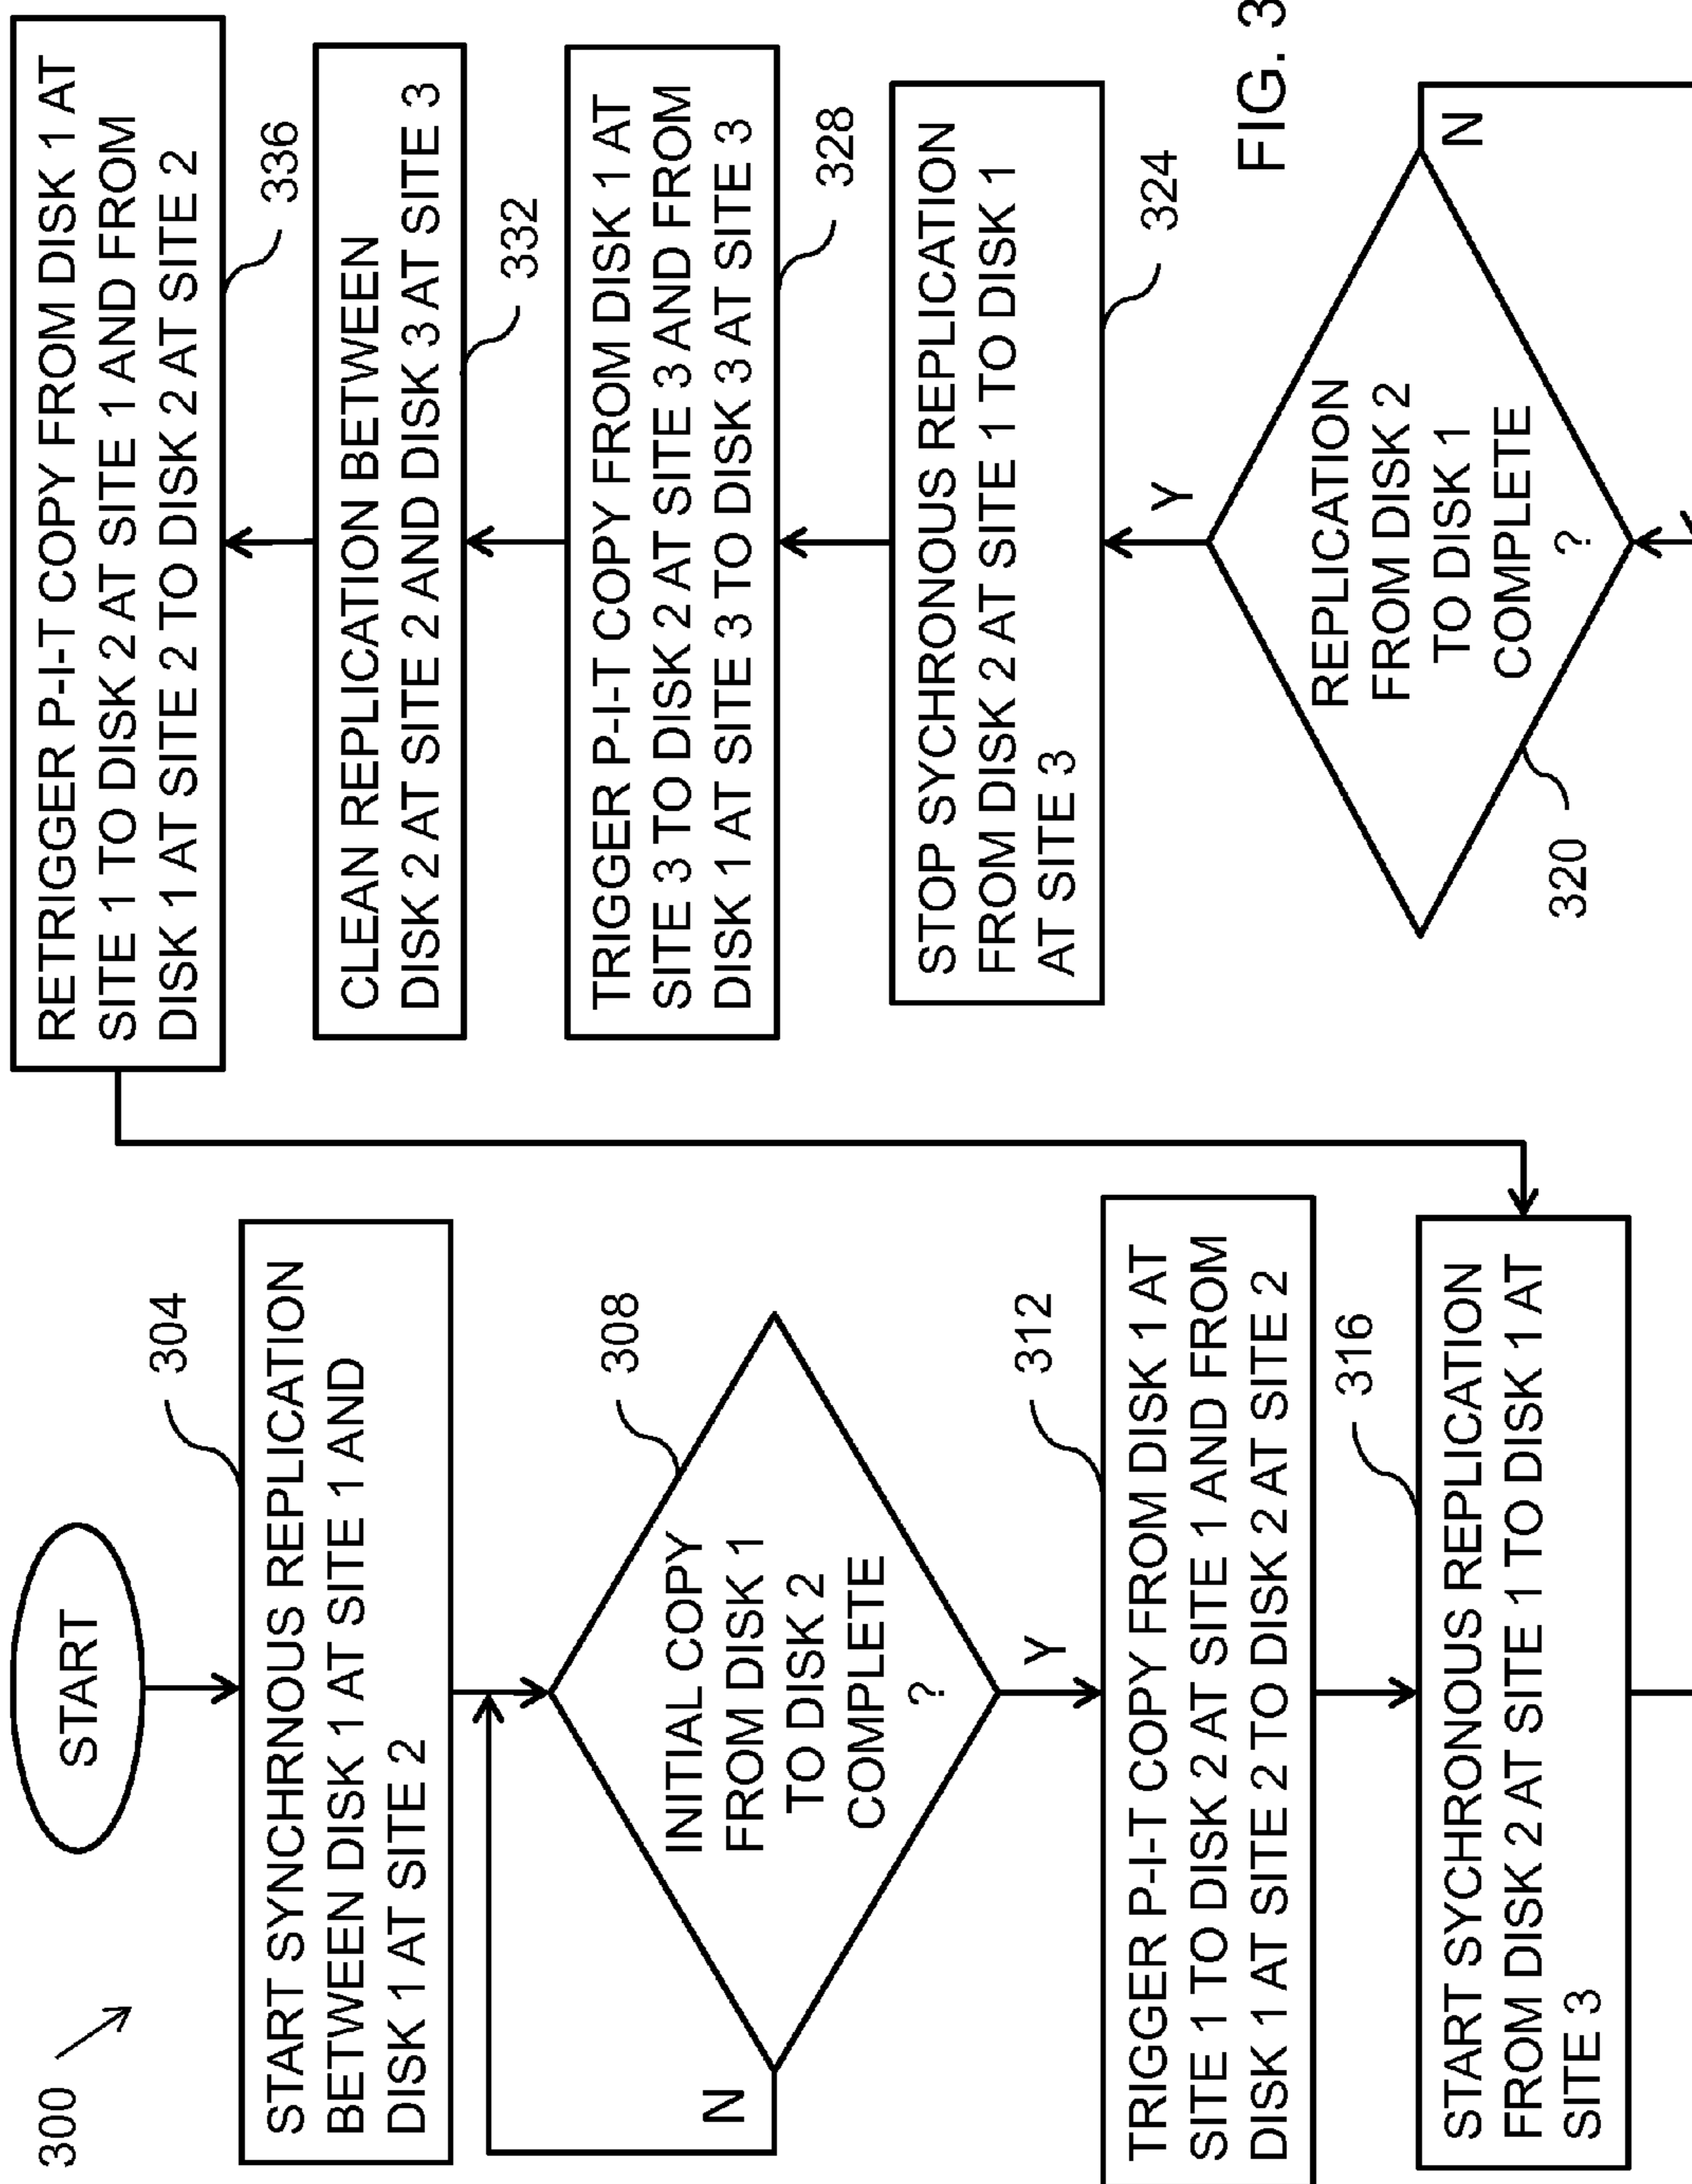 300
START
304
START SYNCHRNOUS REPLICATION
BETWEEN DISK 1 AT SITE 1 AND
DISK 1 AT SITE 2
308
INITIAL COPY
FROM DISK 1
TO DISK 2
COMPLETE
?
N
Y
312
TRIGGER P-I-T COPY FROM DISK 1 AT
SITE 1 TO DISK 2 AT SITE 1 AND FROM
DISK 1 AT SITE 2 TO DISK 2 AT SITE 2
316
START SYCHRONOUS REPLICATION
FROM DISK 2 AT SITE 1 TO DISK 1 AT
SITE 3
RETRIGGER P-I-T COPY FROM DISK 1 AT
SITE 1 TO DISK 2 AT SITE 1 AND FROM
DISK 1 AT SITE 2 TO DISK 2 AT SITE 2
336
CLEAN REPLICATION BETWEEN
DISK 2 AT SITE 2 AND DISK 3 AT SITE 3
332
TRIGGER P-I-T COPY FROM DISK 1 AT
SITE 3 TO DISK 2 AT SITE 3 AND FROM
DISK 1 AT SITE 3 TO DISK 3 AT SITE 3
328
STOP SYCHRONOUS REPLICATION
FROM DISK 2 AT SITE 1 TO DISK 1
AT SITE 3
324
Y
REPLICATION
FROM DISK 2
TO DISK 1
COMPLETE
?
N
320
FIG. 3